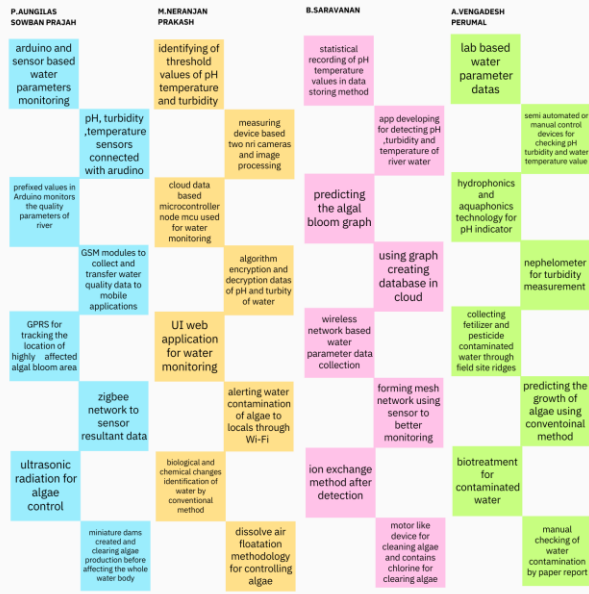 P.AUNGILAS
SOWBAN PRAJAH
arduino and
sensor based
water
parameters
monitoring
pH, turbidity
,temperature
sensors
connected
with arudino
prefixed values in
Arduino monitors
the quality
parameters of
river
GSM modules to
collect and
transfer water
quality data to
mobile
applications
GPRS for
tracking the
location of
highly affected
algal bloom area
zigbee
network to
sensor
resultant data
ultrasonic
radiation for
algae
control
miniature dams
created and
clearing algae
production before
affecting the whole
water body
M.NERANJAN
PRAKASH
identifying of
threshold
values of pH
temperature
and turbidity
measuring
device based
two nri cameras
and image
processing
cloud data
based
microcontroller
node mcu used
for water
monitoring
algorithm
encryption and
decryption datas
of pH and turbity
of water
UI web
application
for water
monitoring
alerting water
contamination
of algae to
locals through
Wi-Fi
biological and
chemical changes
identification of
water by
conventional
method
dissolve air
floatation
methodology
for controlling
algae
B.SARAVANAN
statistical
recording of pH
temperature
values in data
storing method
app developing
for detecting pH
,turbidity and
temperature of
river water
predicting
the algal
bloom graph
using graph
creating
database in
cloud
wireless
network based
water
parameter data
collection
forming mesh
network using
sensor to
better
monitoring
ion exchange
method after
detection
motor like
device for
cleaning algae
and contains
chlorine for
clearing algae
A.VENGADESH
PERUMAL
lab based
water
parameter
datas
semi automated or
manual control
devices for
checking pH
turbidity and water
temperature value
hydrophonics
and
aquaphonics
technology for
pH indicator
nephelometer
for turbidity
measurement
collecting
fetilizer and
pesticide
contaminated
water through
field site ridges
predicting the
growth of
algae using
convetoinal
method
biotreatment
for
contaminated
water
manual
checking of
water
contamination
by paper report